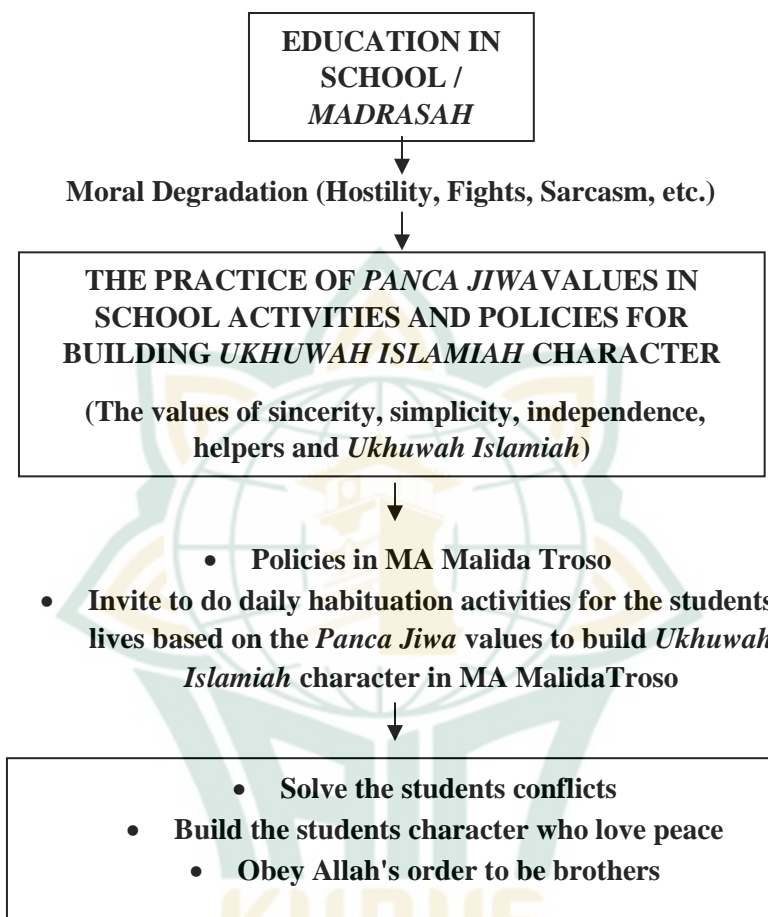 EDUCATION IN
SCHOOL /
MADRASAH
Moral Degradation (Hostility, Fights, Sarcasm, etc.)
THE PRACTICE OF PANCA JIWAVALUES IN
SCHOOL ACTIVITIES AND POLICIES FOR
BUILDING UKHUWAH ISLAMIAH CHARACTER
(The values of sincerity, simplicity, independence,
helpers and Ukhuwah Islamiah)
• Policies in MA Malida Troso
• Invite to do daily habituation activities for the students
lives based on the Panca Jiwa values to build Ukhuwah
Islamiah character in MA MalidaTroso
• Solve the students conflicts
• Build the students character who love peace
• Obey Allah's order to be brothers